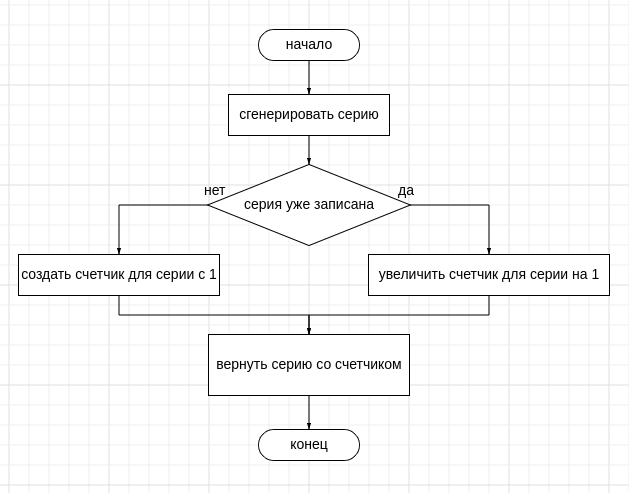 начало
сгенерировать серию
нет
да
серия уже записана
создать счетчик для серии с 1
увеличить счетчик для серии на 1
вернуть серию со счетчиком
конец